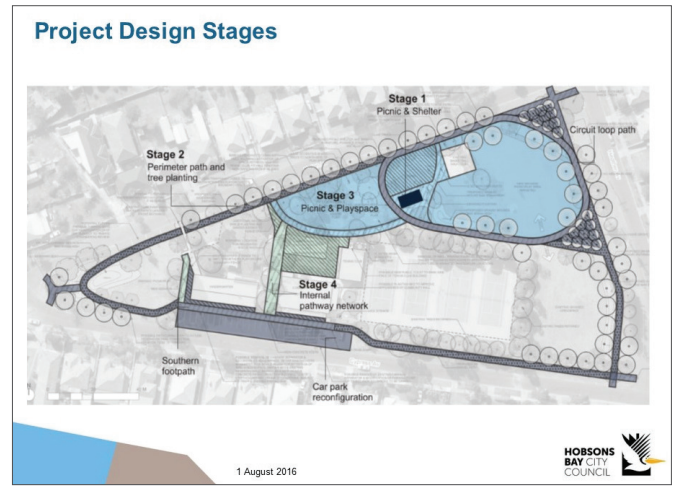 Project Design Stages
Stage 1
Picnic & Shelter
Circuit loop path
Stage 2
Perimeter path and
tree planting
Stage 3
Picnic & Playspace
Stage 4
Internal
pathway network
Southern
footpath
Car park
reconfiguration
1 August 2016
HOBSONS
BAY CITY
COUNCIL